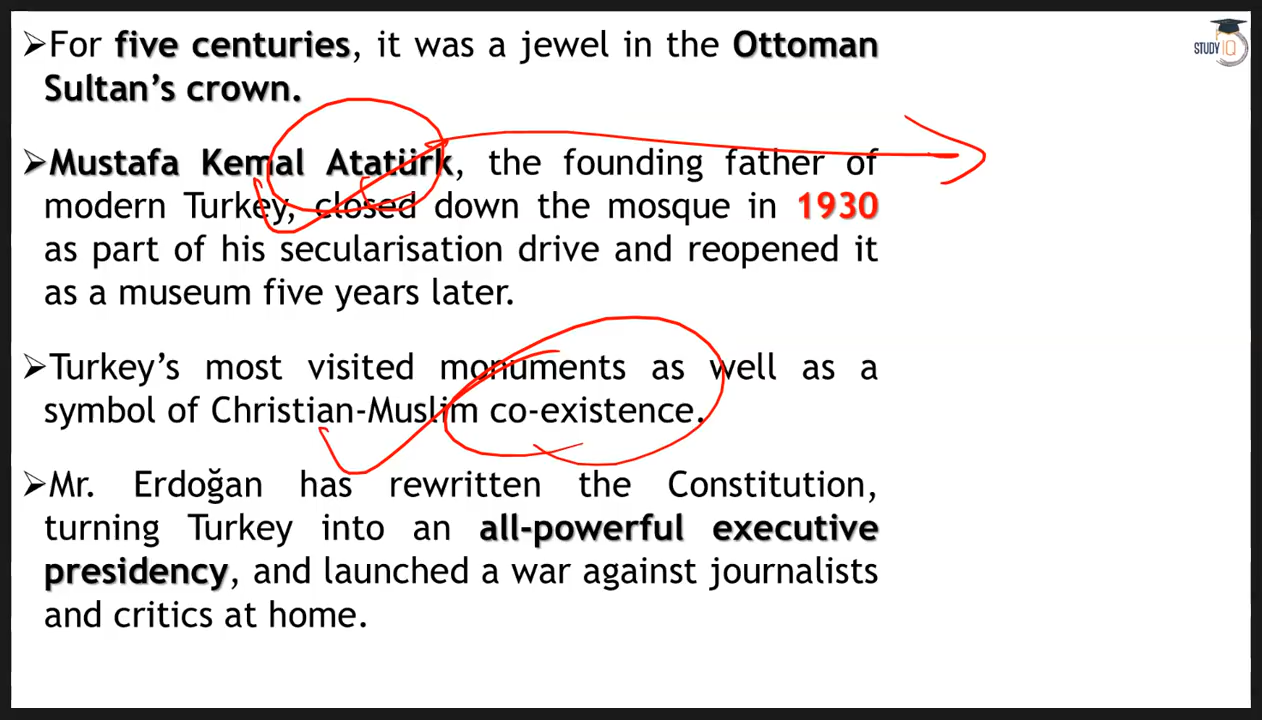 ➢For five centuries, it was a jewel in the Ottoman
Sultan’s crown.
➢Mustafa Kemal Atatürk, the founding father of
modern Turkey, closed down the mosque in 1930
as part of his secularisation drive and reopened it
as a museum five years later.
➢Turkey’s most visited monuments as well as a
symbol of Christian-Muslim co-existence.
➢Mr. Erdoğan has rewritten the Constitution,
turning Turkey into an all-powerful executive
presidency, and launched a war against journalists
and critics at home.
STUDY IQ